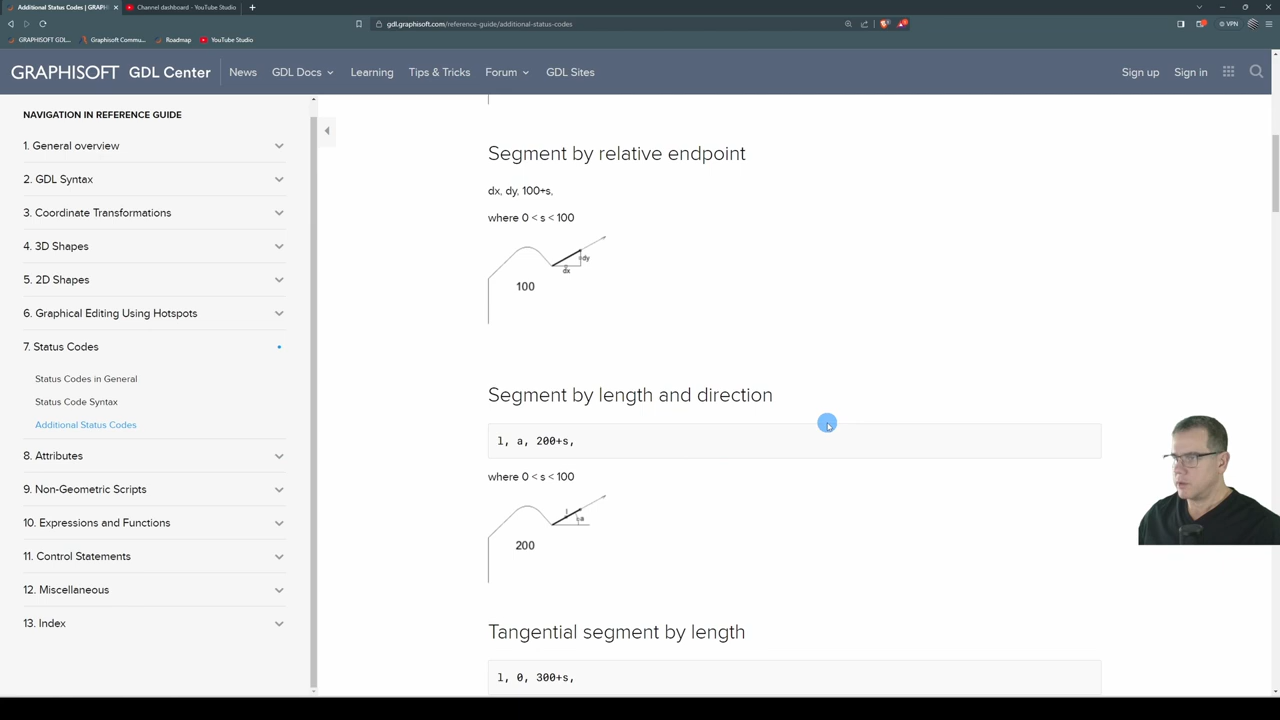 Additional Status Codes | GRAPH
Channel dashboard - YouTube Studio
gdl.graphisoft.com/reference-guide/additional-status-codes
VPN
GRAPHISOFT GDL...
Graphisoft Commu...
Roadmap
YouTube Studio
GRAPHISOFT GDL Center
News
GDL Docs
Learning
Tips & Tricks
Forum
GDL Sites
Sign up
Sign in
NAVIGATION IN REFERENCE GUIDE
1. General overview
2. GDL Syntax
3. Coordinate Transformations
4. 3D Shapes
5. 2D Shapes
6. Graphical Editing Using Hotspots
7. Status Codes
Status Codes in General
Status Code Syntax
Additional Status Codes
8. Attributes
9. Non-Geometric Scripts
10. Expressions and Functions
11. Control Statements
12. Miscellaneous
13. Index
Segment by relative endpoint
dx, dy, 100+s,
where 0 < s < 100
dy
dx
100
Segment by length and direction
l, a, 200+s,
where 0 < s < 100
l
a
200
Tangential segment by length
l, 0, 300+s,